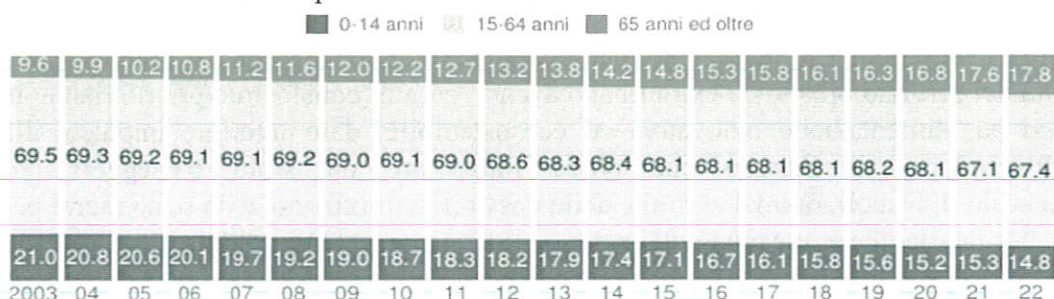 0-14 anni 15-64 anni 65 anni ed oltre
9.6 9.9 10.2 10.8 11.2 11.6 12.0 12.2 12.7 13.2 13.8 14.2 14.8 15.3 15.8 16.1 16.3 16.8 17.6 17.8
69.5 69.3 69.2 69.1 69.1 69.2 69.0 69.1 69.0 68.6 68.3 68.4 68.1 68.1 68.1 68.1 68.2 68.1 67.1 67.4
21.0 20.8 20.6 20.1 19.7 19.2 19.0 18.7 18.3 18.2 17.9 17.4 17.1 16.7 16.1 15.8 15.6 15.2 15.3 14.8
2003 04 05 06 07 08 09 10 11 12 13 14 15 16 17 18 19 20 21 22